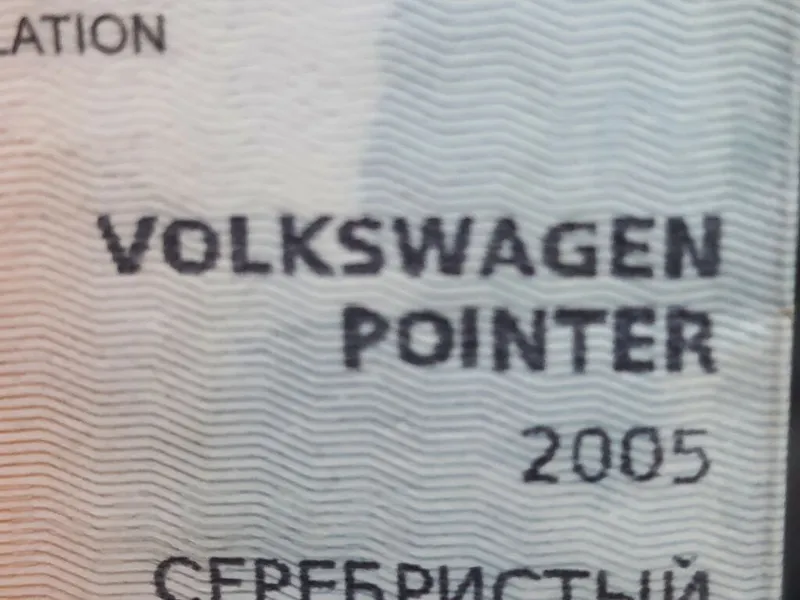 LATION
VOLKSWAGEN
POINTER
2005
СЕРЕБРИСТЫЙ